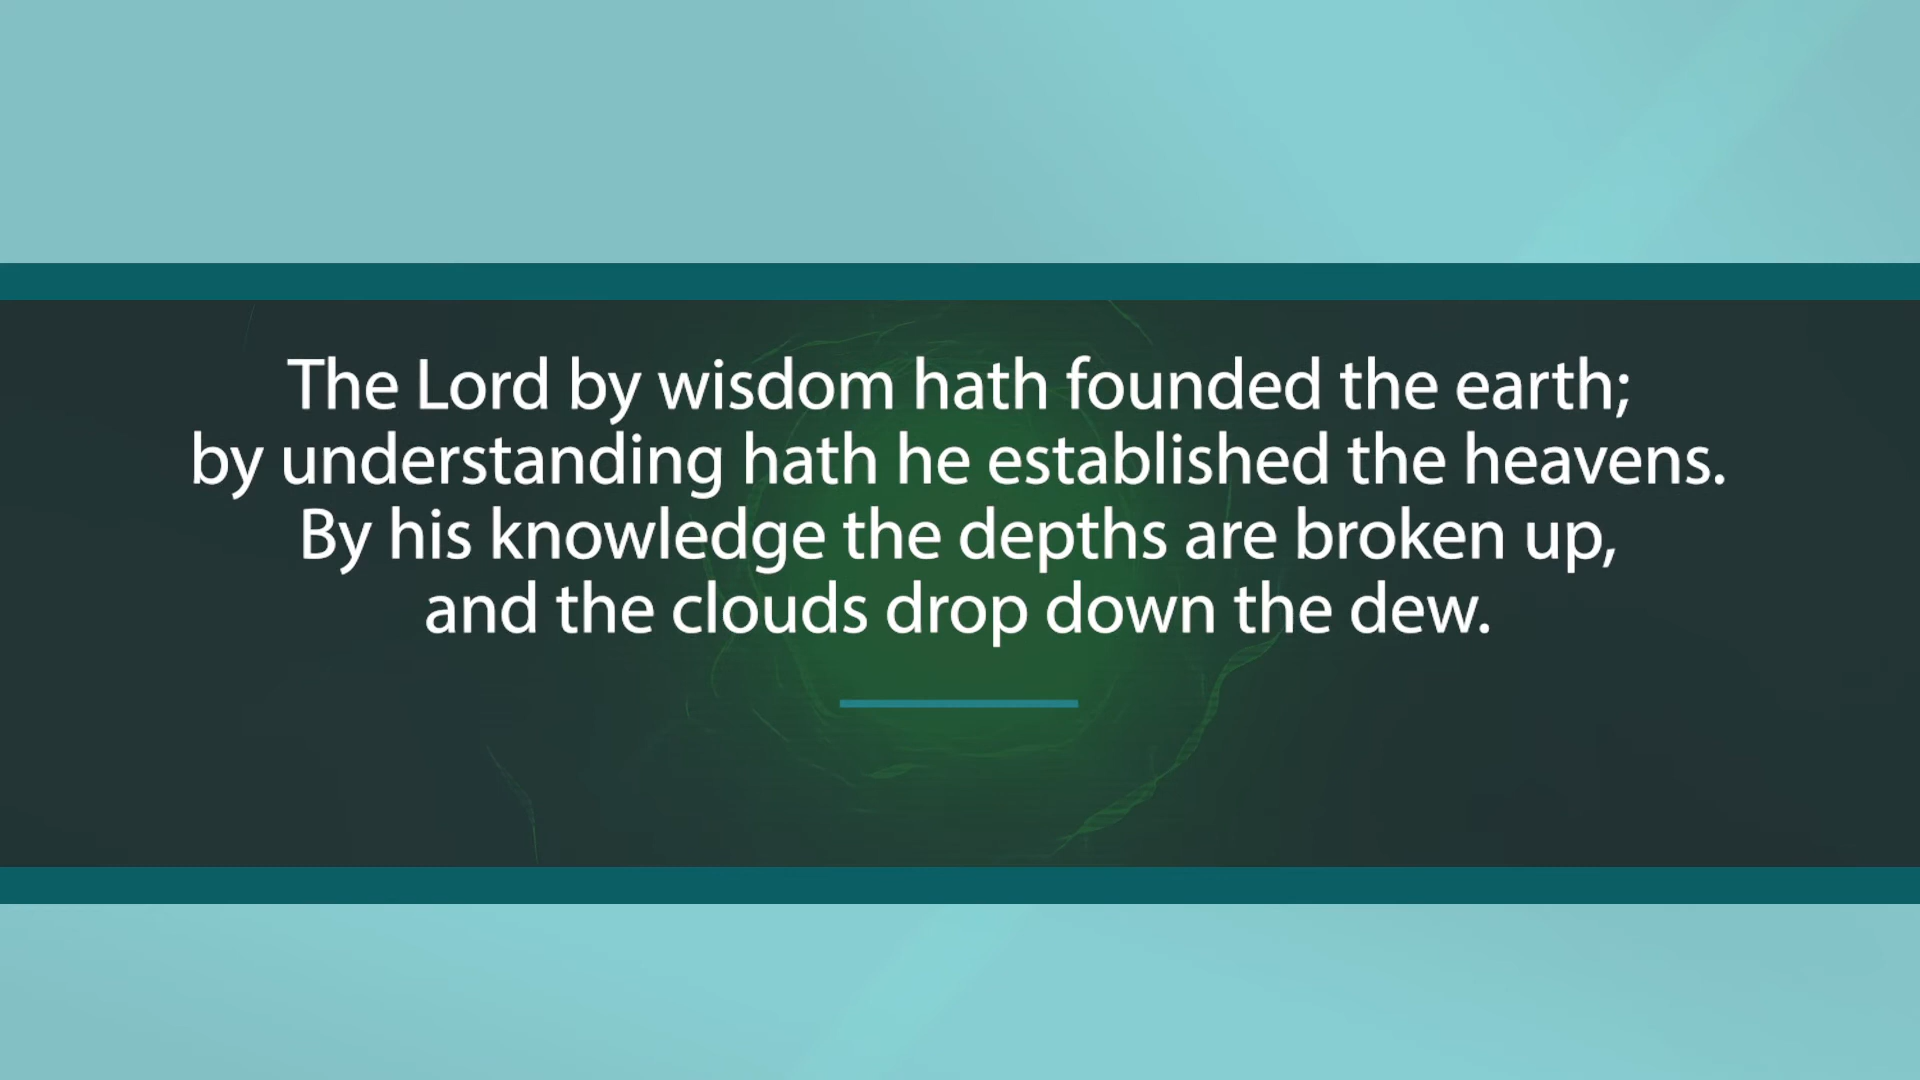 The Lord by wisdom hath founded the earth;
by understanding hath he established the heavens.
By his knowledge the depths are broken up,
and the clouds drop down the dew.